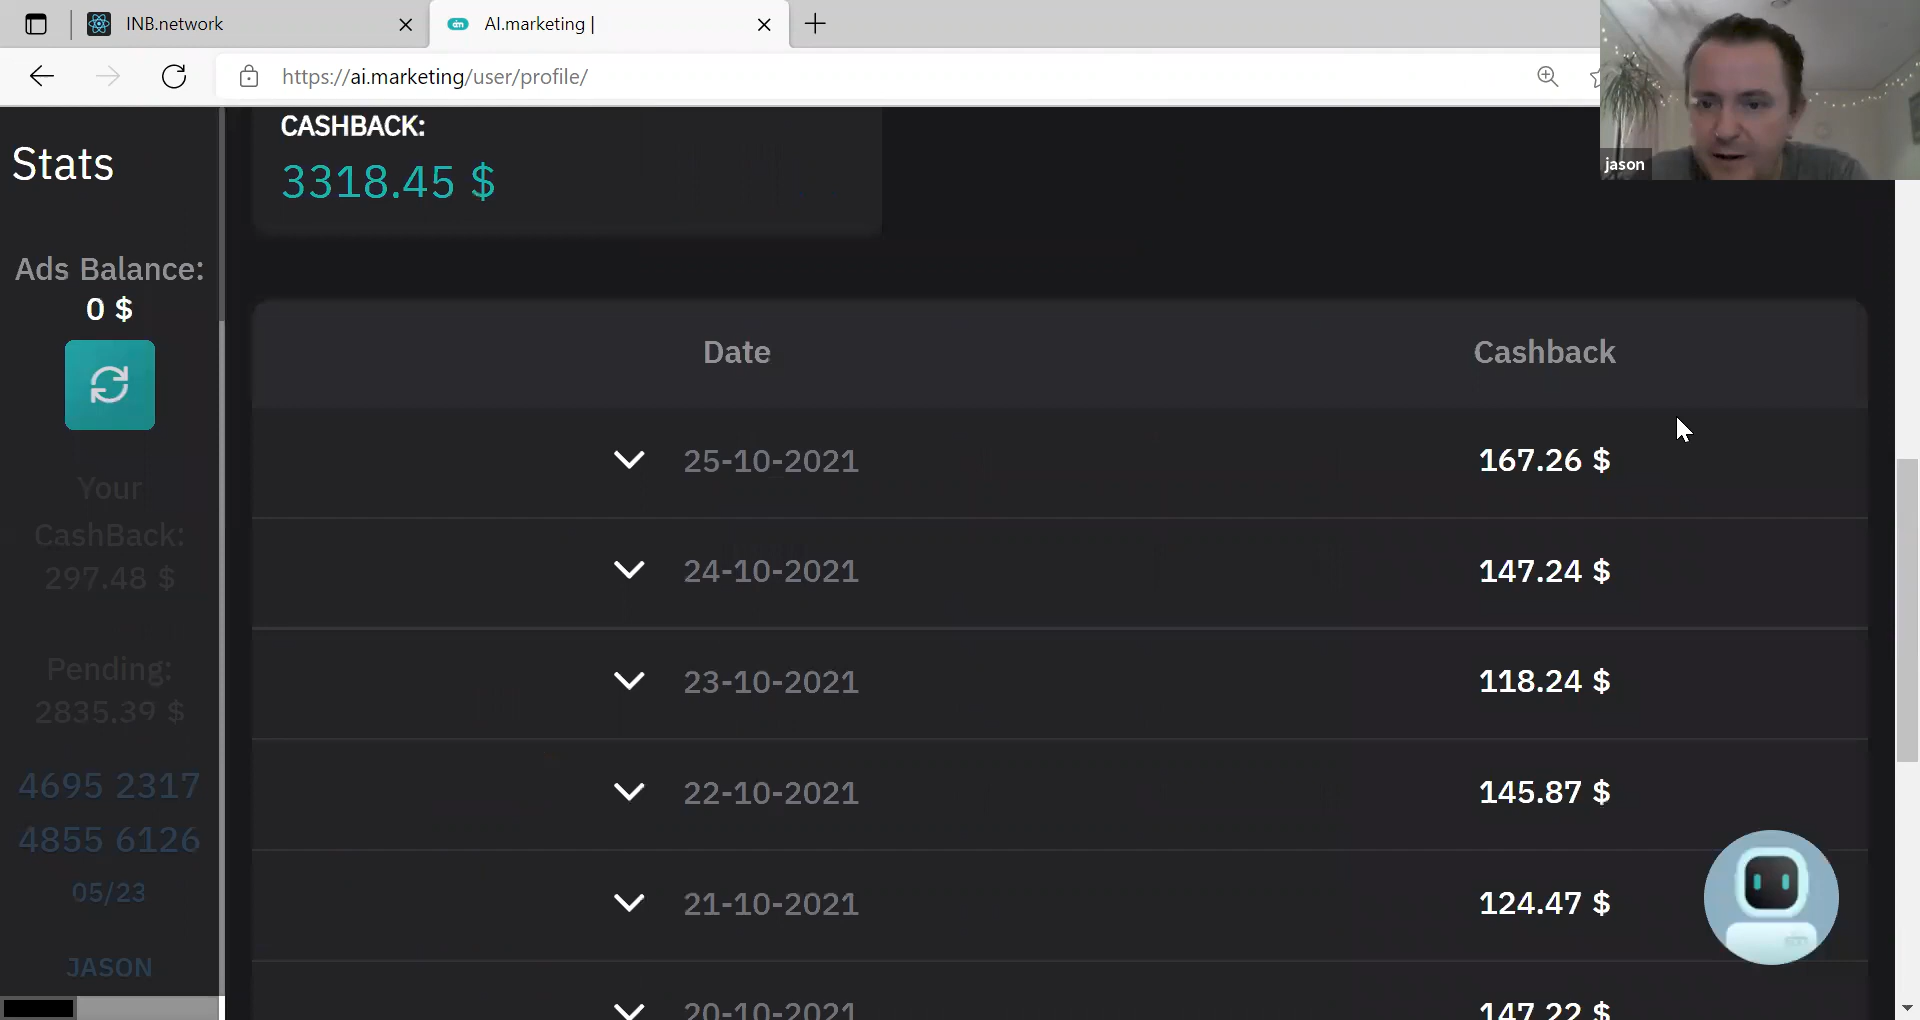 INB.network
AI.marketing |
https://ai.marketing/user/profile/
jason
Stats
Ads Balance:
0 $
Your
CashBack:
297.48 $
Pending:
2835.39 $
4695 2317
4855 6126
05/23
JASON
CASHBACK:
3318.45 $
Date Cashback
25-10-2021 167.26 $
24-10-2021 147.24 $
23-10-2021 118.24 $
22-10-2021 145.87 $
21-10-2021 124.47 $
20-10-2021 147.22 $